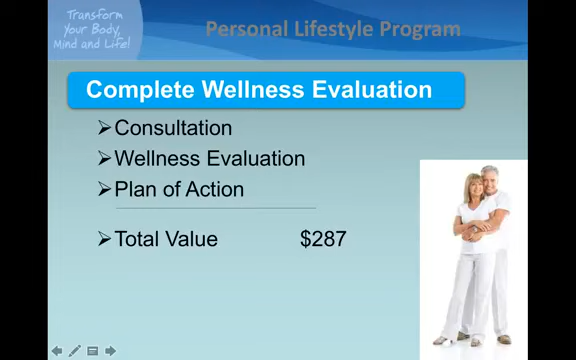 Transform
Your Body,
Mind and Life!
Personal Lifestyle Program
Complete Wellness Evaluation
Consultation
Wellness Evaluation
Plan of Action
Total Value $287